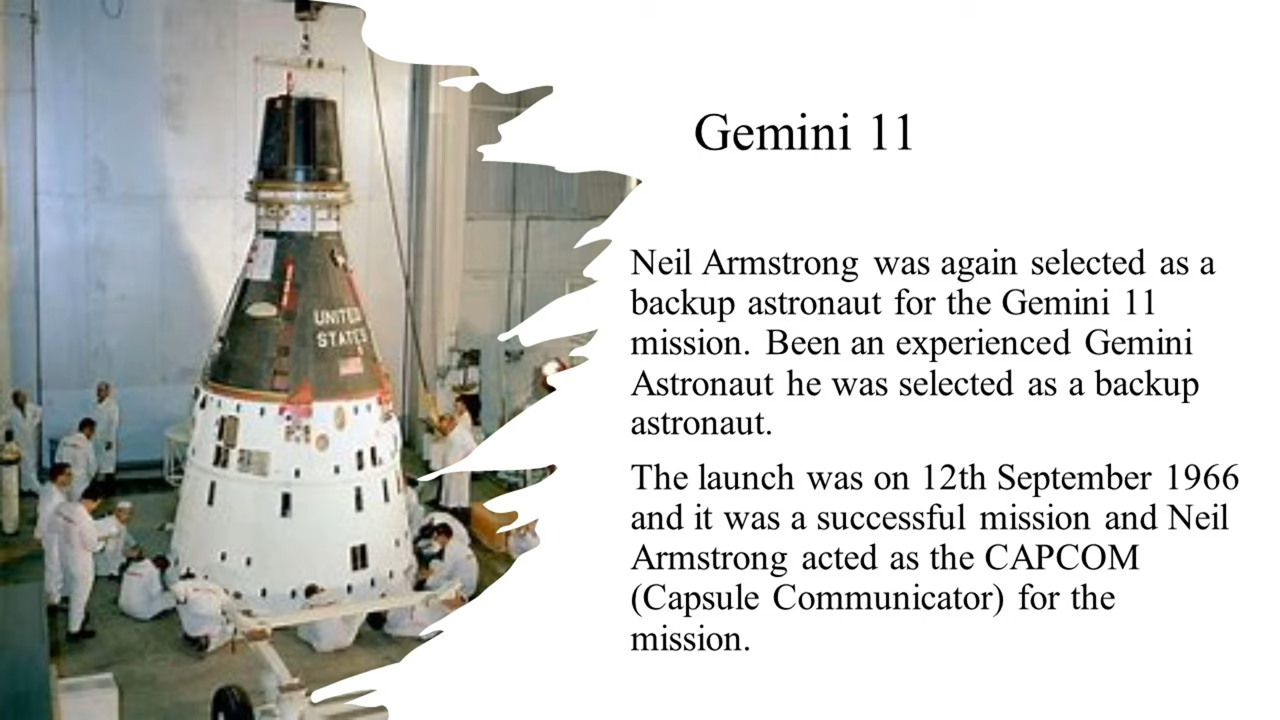 Gemini 11
Neil Armstrong was again selected as a
backup astronaut for the Gemini 11
mission. Been an experienced Gemini
Astronaut he was selected as a backup
astronaut.
The launch was on 12th September 1966
and it was a successful mission and Neil
Armstrong acted as the CAPCOM
(Capsule Communicator) for the
mission.
UNITED
STATES